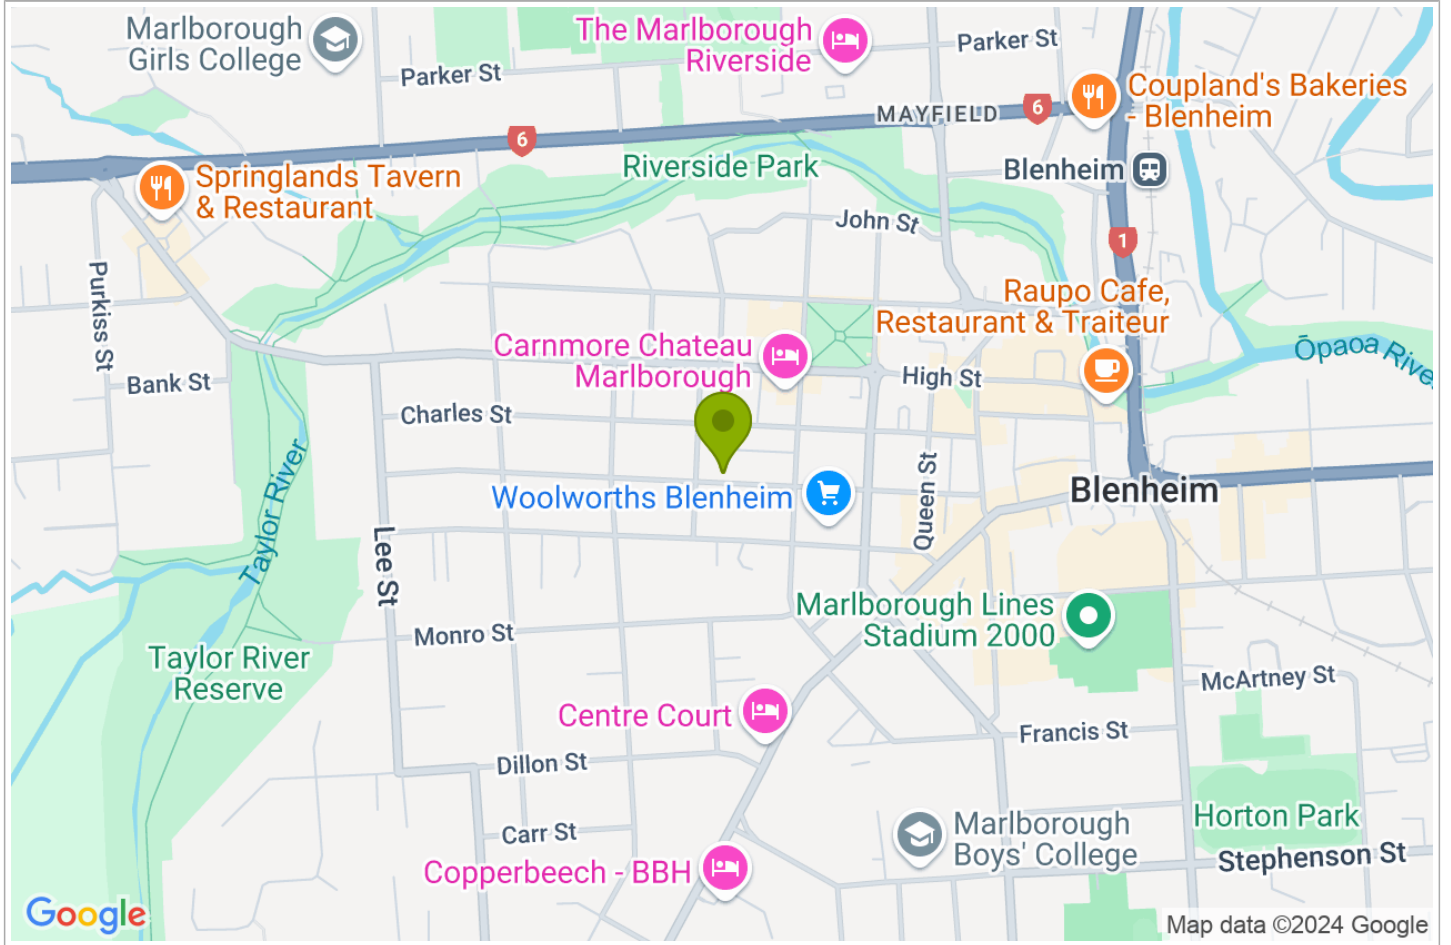 Marlborough
Girls College
The Marlborough
Riverside
Parker St
Parker St
Coupland's Bakeries
- Blenheim
MAYFIELD
6
6
Riverside Park
Blenheim
Springlands Tavern
& Restaurant
John St
1
Purkiss St
Raupo Cafe,
Restaurant & Traiteur
Carnmore Chateau
Marlborough
Ōpaoa River
Bank St
High St
Charles St
Taylor River
Woolworths Blenheim
Queen St
Blenheim
Lee St
Marlborough Lines
Stadium 2000
Monro St
Taylor River
Reserve
McArtney St
Centre Court
Francis St
Dillon St
Carr St
Marlborough
Boys' College
Horton Park
Stephenson St
Copperbeech - BBH
Google
Map data ©2024 Google